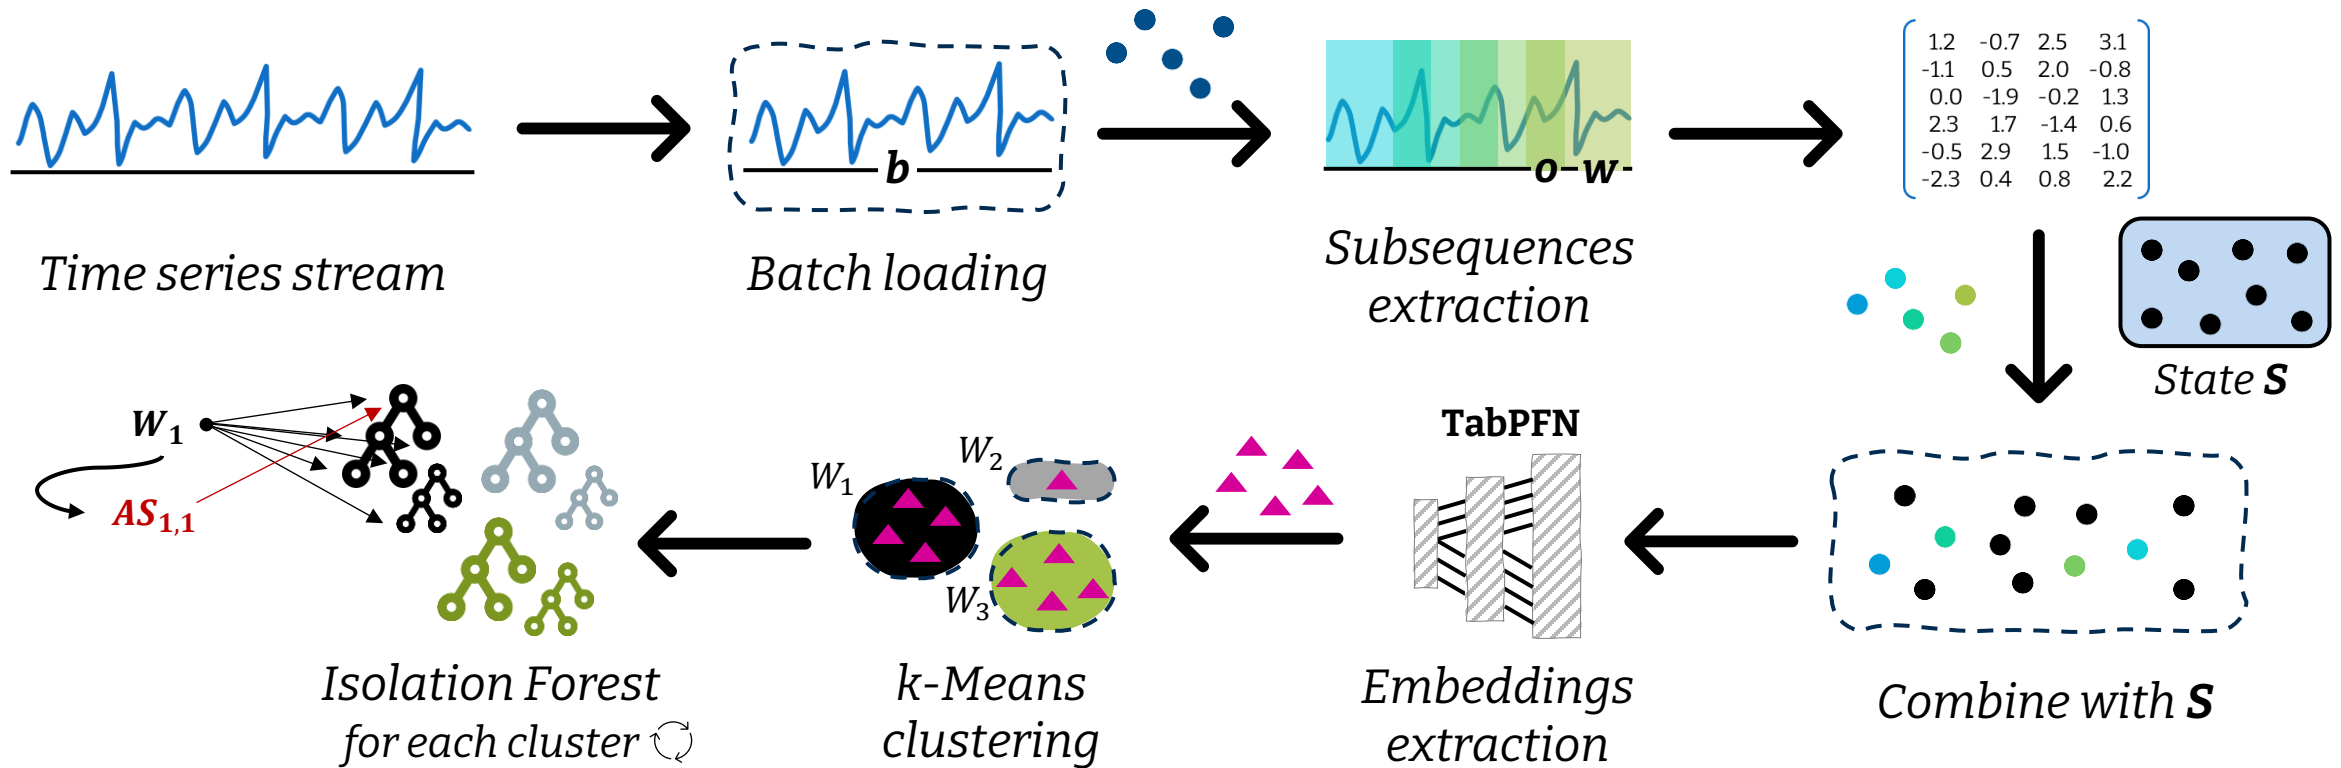 b
o w
1.2 -0.7 2.5 3.1
-1.1 0.5 2.0 -0.8
0.0 -1.9 -0.2 1.3
2.3 1.7 -1.4 0.6
-0.5 2.9 1.5 -1.0
-2.3 0.4 0.8 2.2
Time series stream
Batch loading
Subsequences
extraction
State S
W1
AS1,1
W1
W2
W3
TabPFN
Isolation Forest
for each cluster
k-Means
clustering
Embeddings
extraction
Combine with S